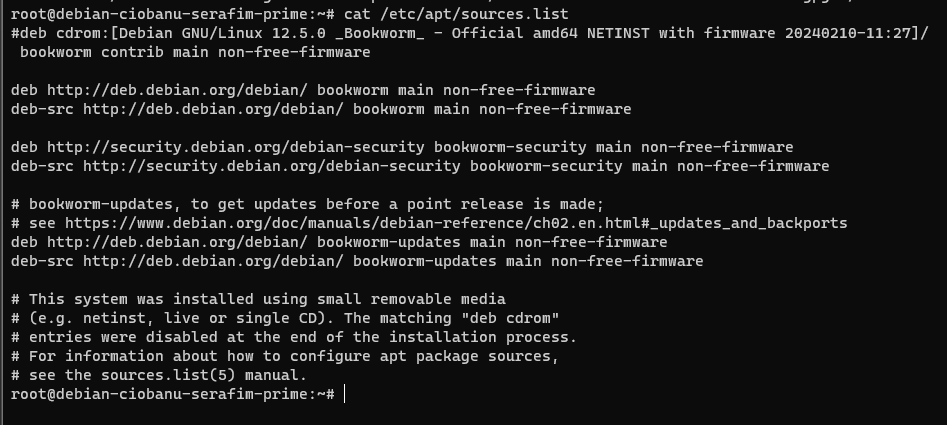 root@debian-ciobanu-serafim-prime:~# cat /etc/apt/sources.list
#deb cdrom:[Debian GNU/Linux 12.5.0 _Bookworm_ - Official amd64 NETINST with firmware 20240210-11:27]/
 bookworm contrib main non-free-firmware

deb http://deb.debian.org/debian/ bookworm main non-free-firmware
deb-src http://deb.debian.org/debian/ bookworm main non-free-firmware

deb http://security.debian.org/debian-security bookworm-security main non-free-firmware
deb-src http://security.debian.org/debian-security bookworm-security main non-free-firmware

# bookworm-updates, to get updates before a point release is made;
# see https://www.debian.org/doc/manuals/debian-reference/ch02.en.html#_updates_and_backports
deb http://deb.debian.org/debian/ bookworm-updates main non-free-firmware
deb-src http://deb.debian.org/debian/ bookworm-updates main non-free-firmware

# This system was installed using small removable media
# (e.g. netinst, live or single CD). The matching "deb cdrom"
# entries were disabled at the end of the installation process.
# For information about how to configure apt package sources,
# see the sources.list(5) manual.
root@debian-ciobanu-serafim-prime:~#